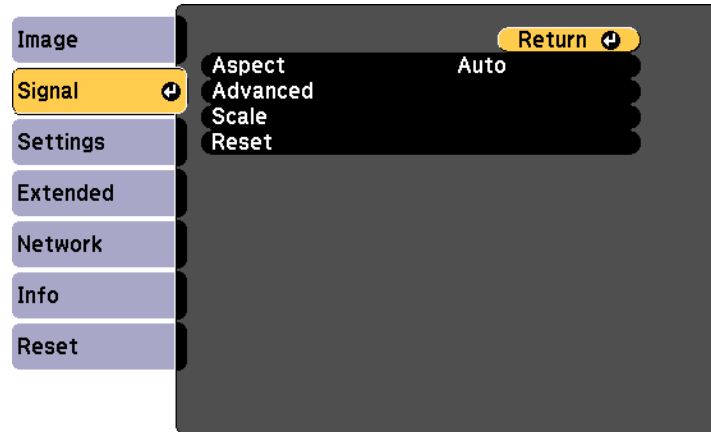 Image
Signal
Settings
Extended
Network
Info
Reset
Return
Aspect Auto
Advanced
Scale
Reset